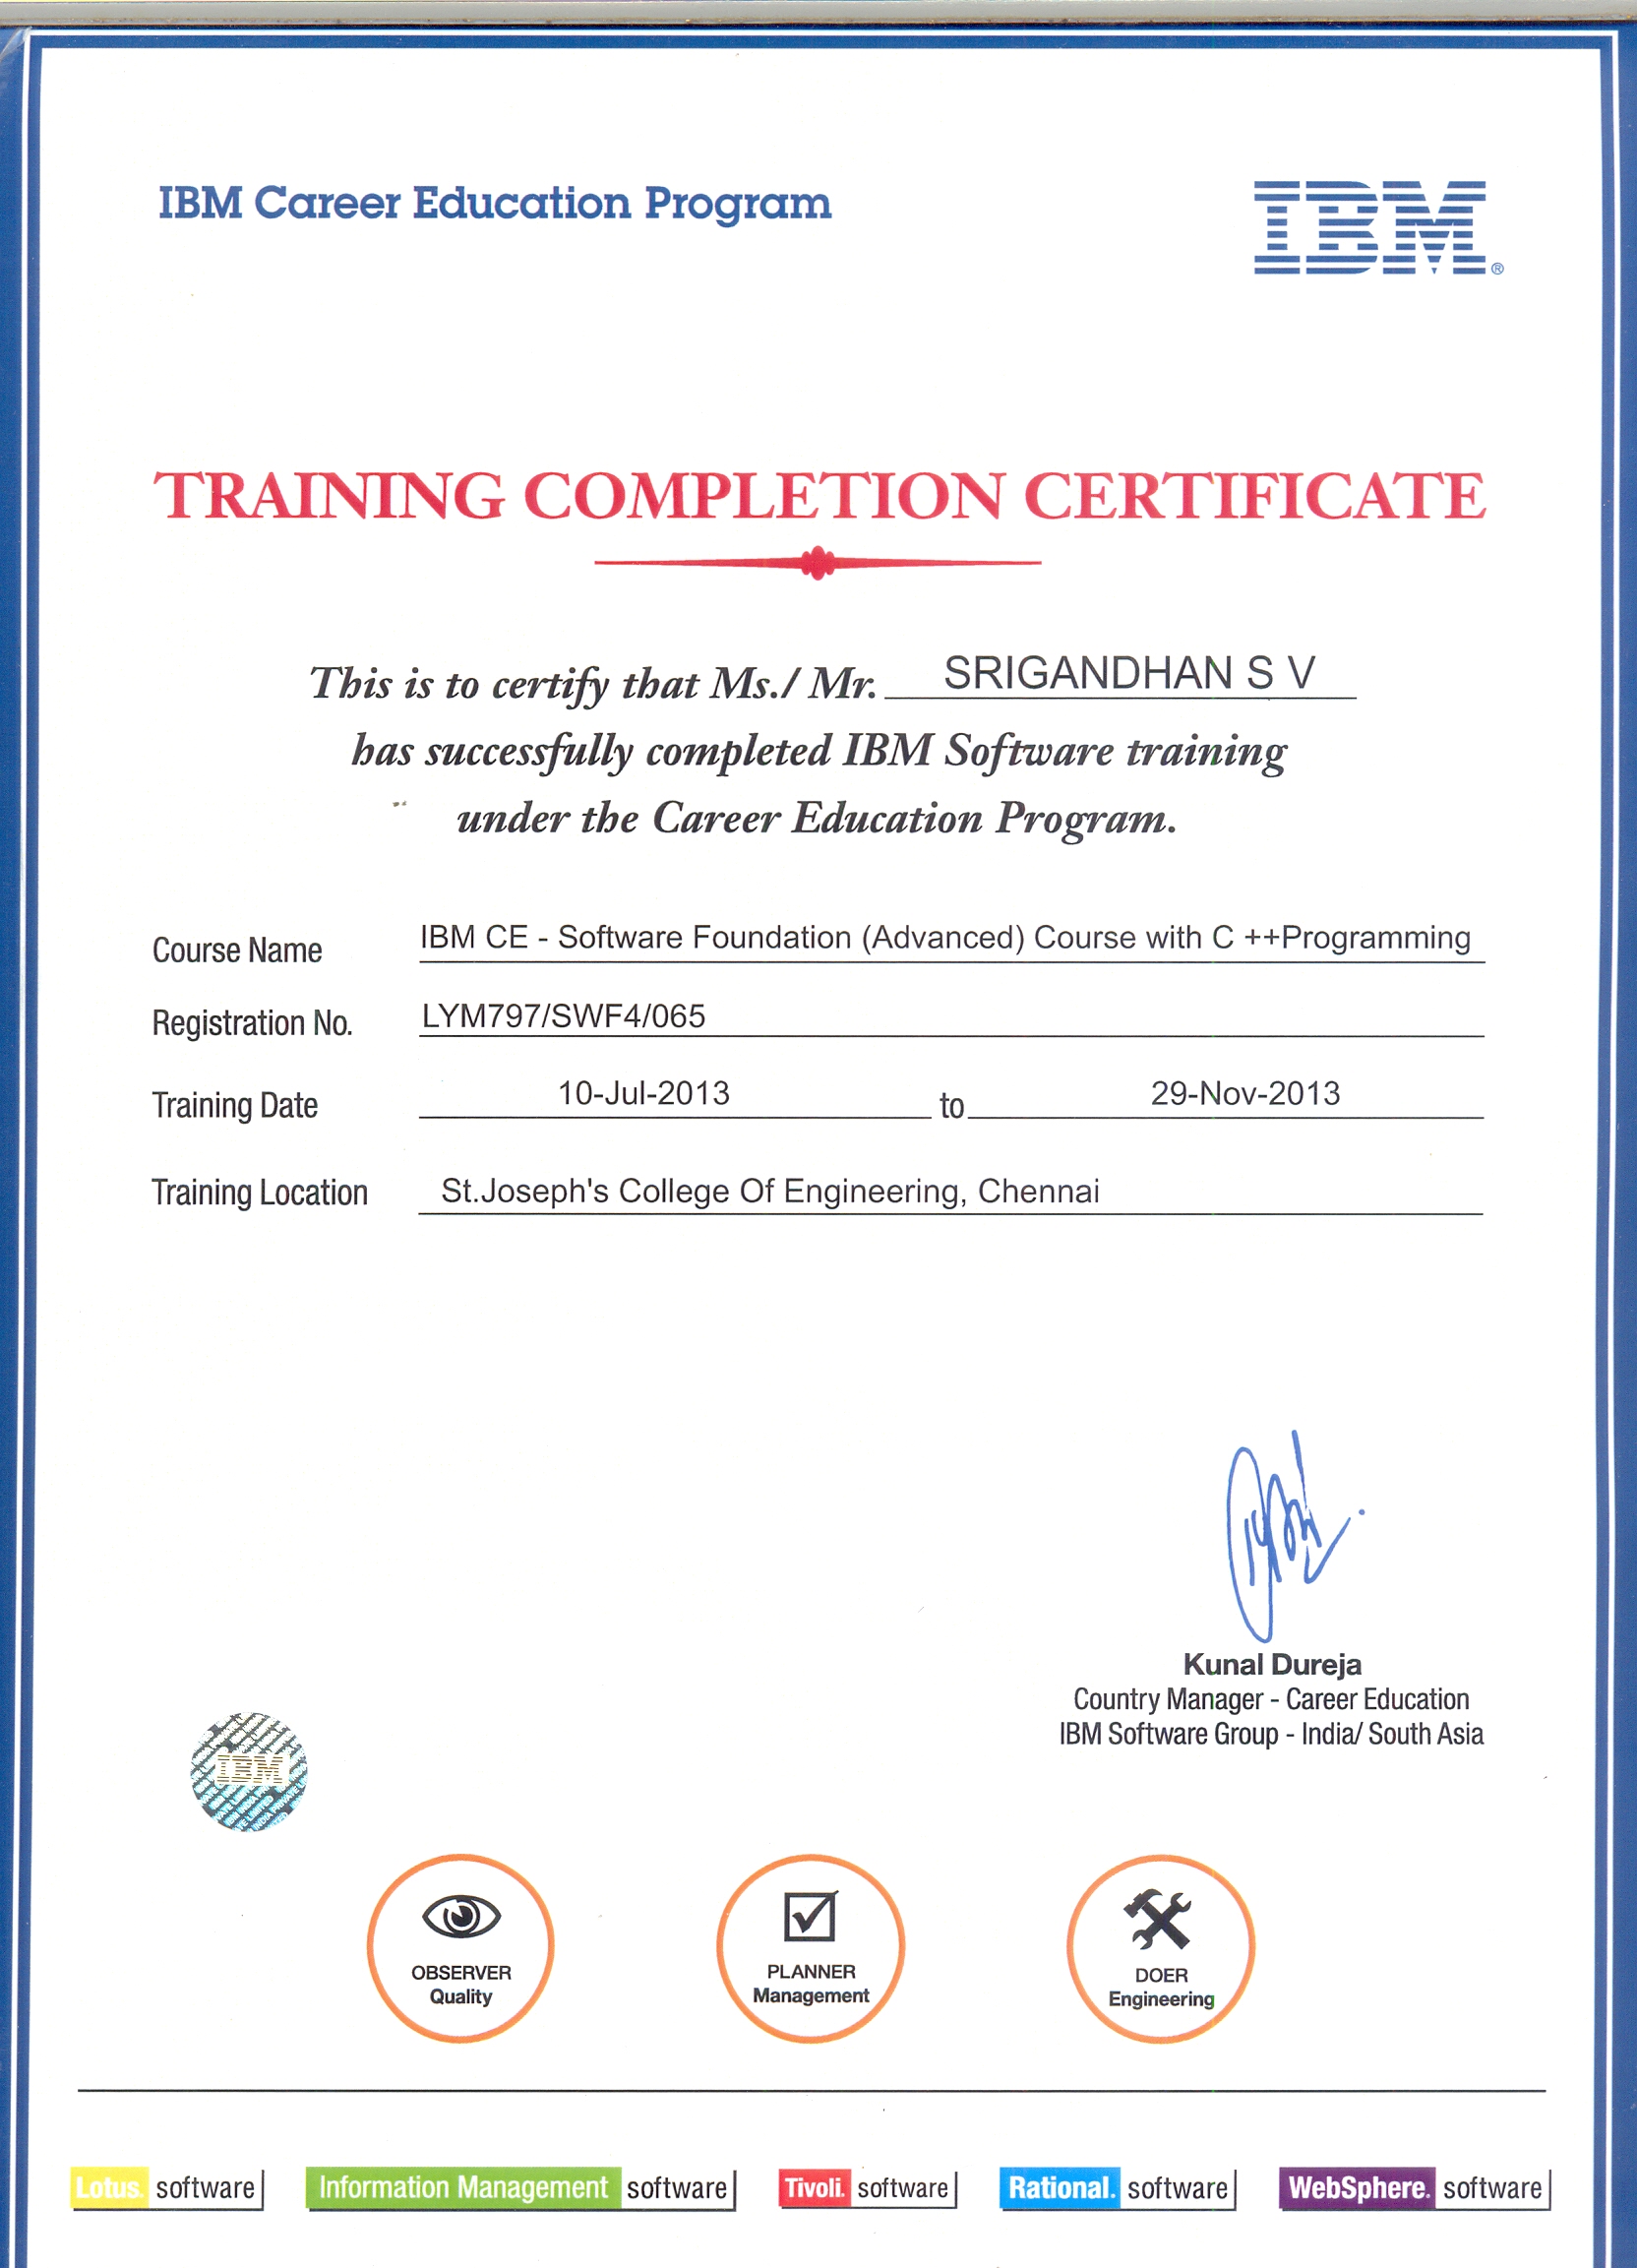 IBM Career Education Program
IBM®
TRAINING COMPLETION CERTIFICATE
This is to certify that Ms./ Mr. SRIGANDHAN S V
has successfully completed IBM Software training
under the Career Education Program.
Course Name IBM CE - Software Foundation (Advanced) Course with C ++Programming
Registration No. LYM797/SWF4/065
Training Date 10-Jul-2013 to 29-Nov-2013
Training Location St.Joseph's College Of Engineering, Chennai
Kunal Dureja
Country Manager - Career Education
IBM Software Group - India/ South Asia
IBM
OBSERVER
Quality
PLANNER
Management
DOER
Engineering
Lotus. software Information Management software Tivoli. software Rational. software WebSphere. software